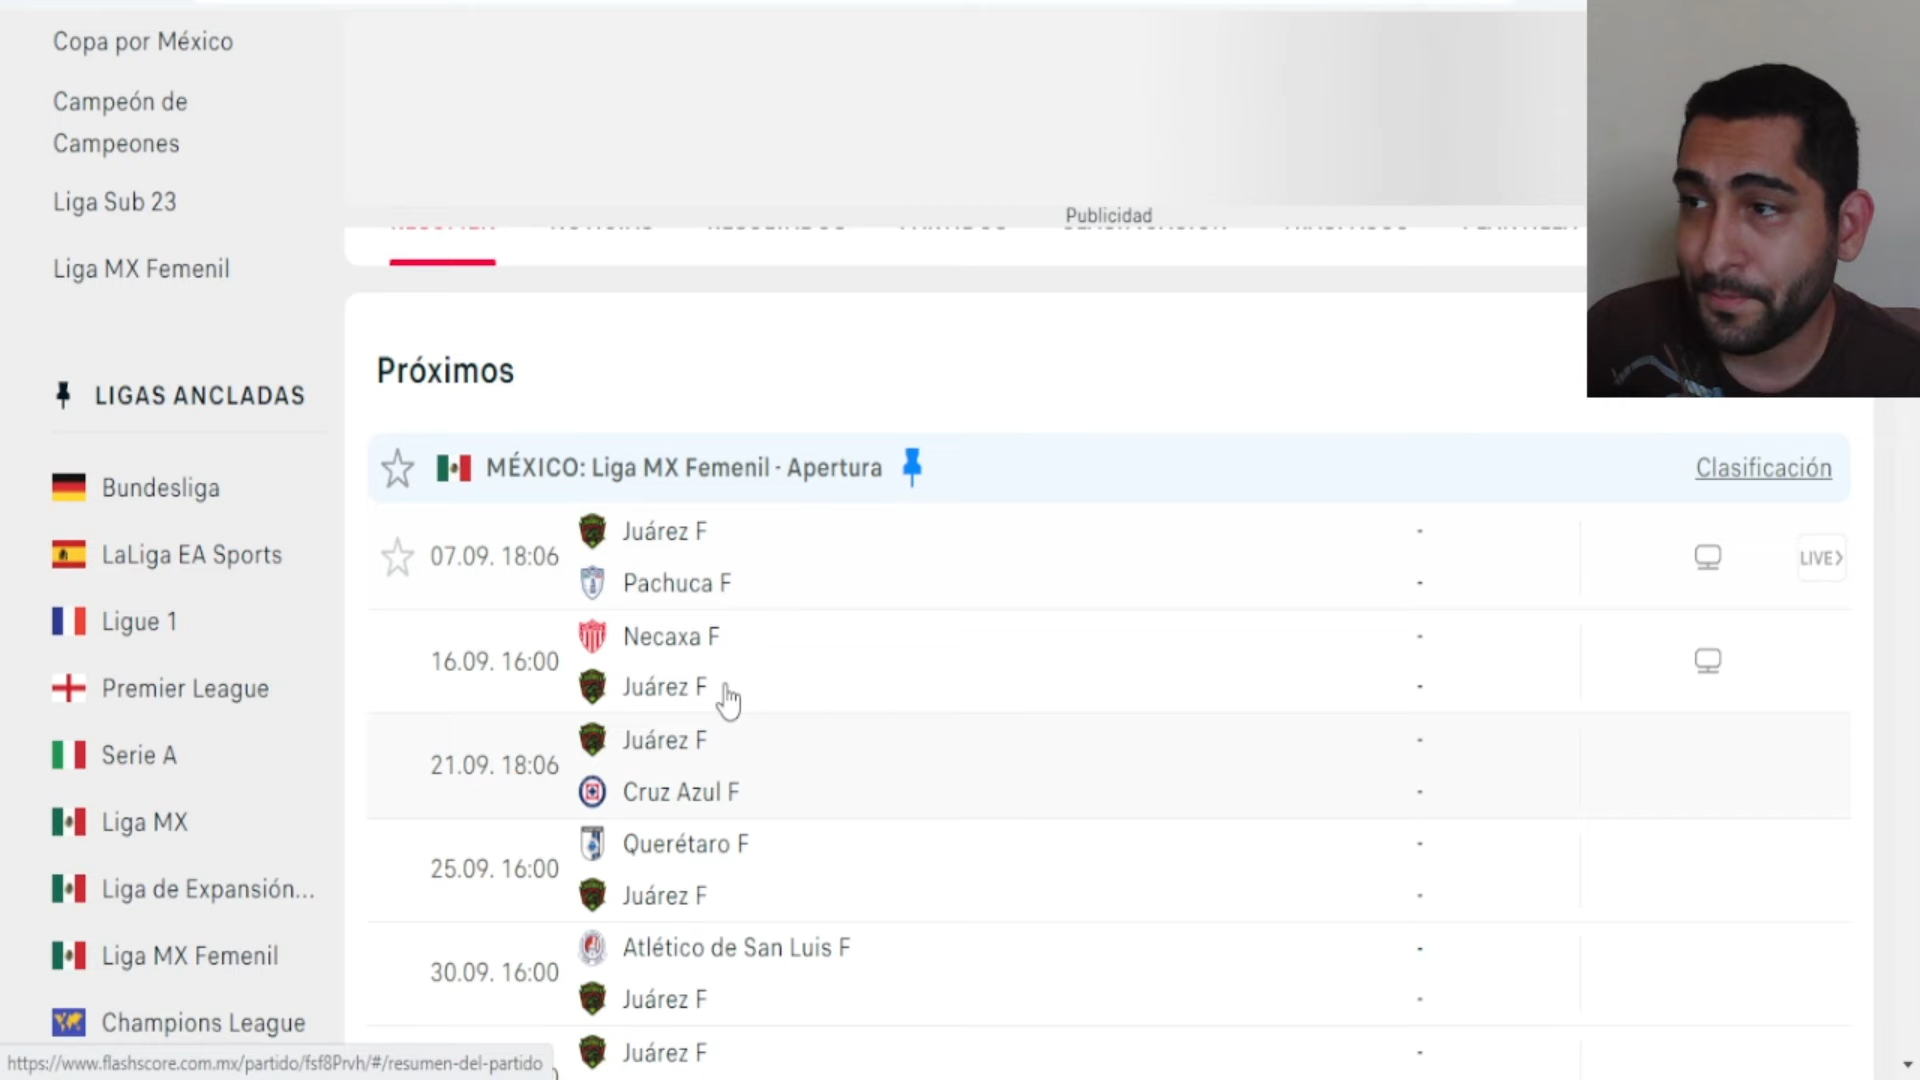 Copa por México
Campeón de
Campeones
Liga Sub 23
Liga MX Femenil
LIGAS ANCLADAS
Bundesliga
LaLiga EA Sports
Ligue 1
Premier League
Serie A
Liga MX
Liga de Expansión...
Liga MX Femenil
Champions League
https://www.flashscore.com.mx/partido/fsf8Prvh/#/resumen-del-partido
Publicidad
Próximos
MÉXICO: Liga MX Femenil - Apertura
Clasificación
07.09. 18:06
Juárez F -
Pachuca F -
LIVE>
16.09. 16:00
Necaxa F -
Juárez F -
21.09. 18:06
Juárez F -
Cruz Azul F -
25.09. 16:00
Querétaro F -
Juárez F -
30.09. 16:00
Atlético de San Luis F -
Juárez F -
Juárez F -